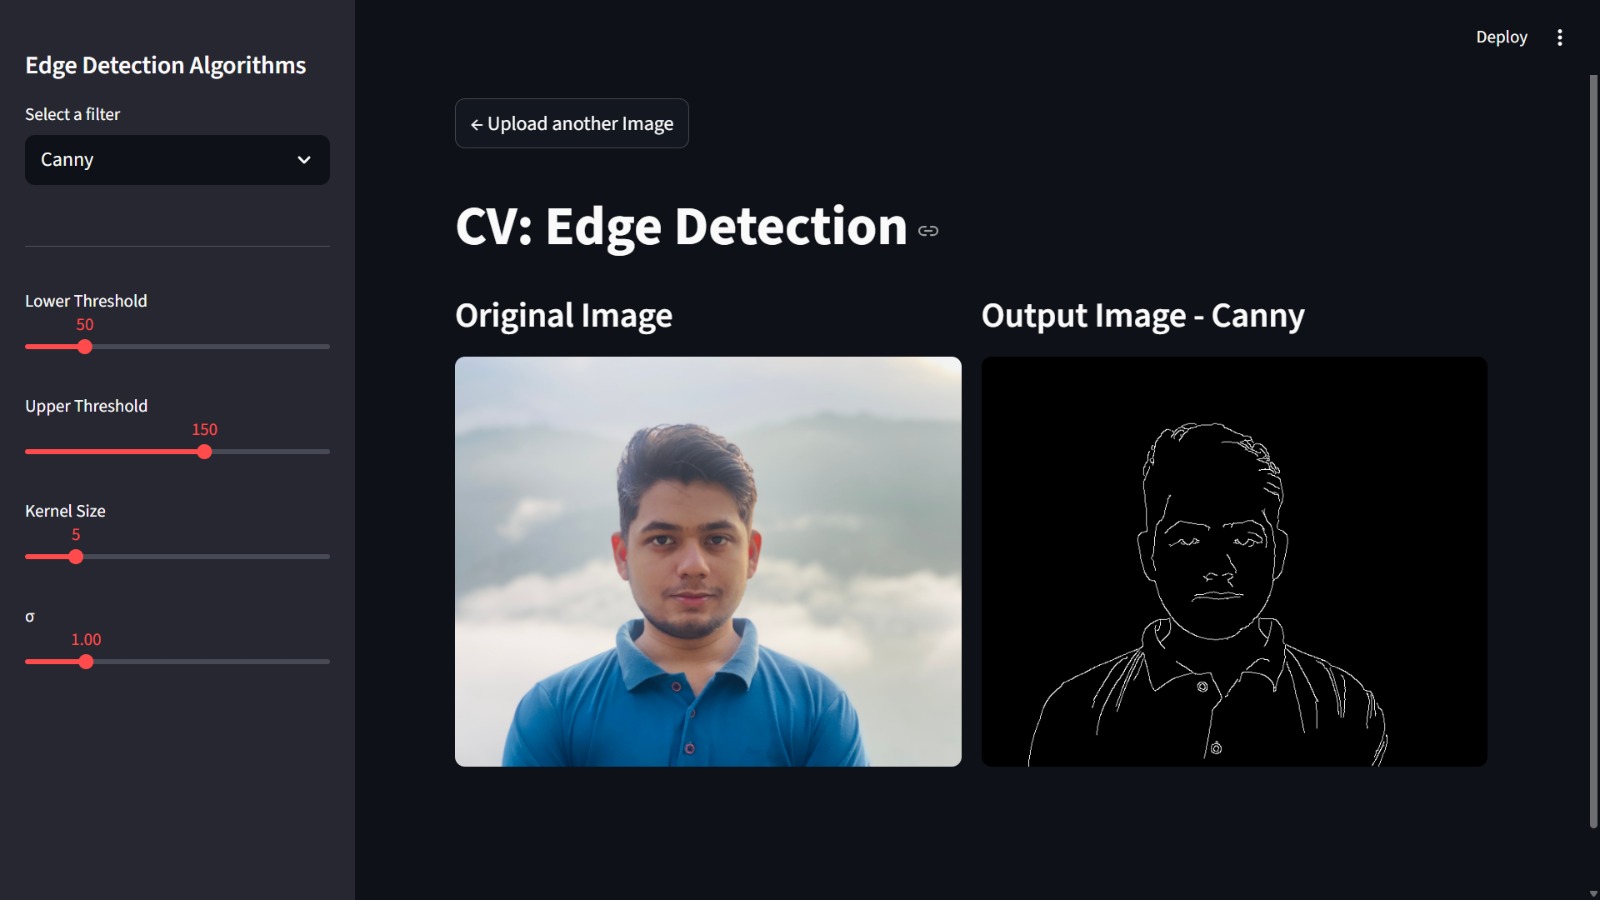 Edge Detection Algorithms
Select a filter
Canny
Lower Threshold
50
Upper Threshold
150
Kernel Size
5
σ
1.00
Deploy
← Upload another Image
CV: Edge Detection
Original Image
Output Image - Canny